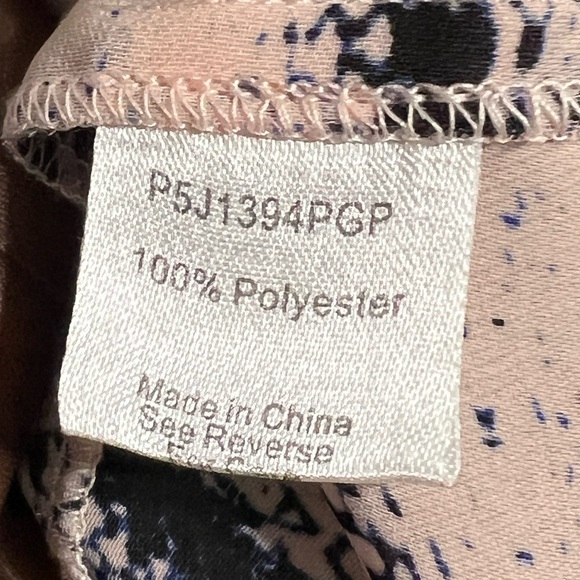 P5J1394PGP
100% Polyester
Made in China
See Reverse